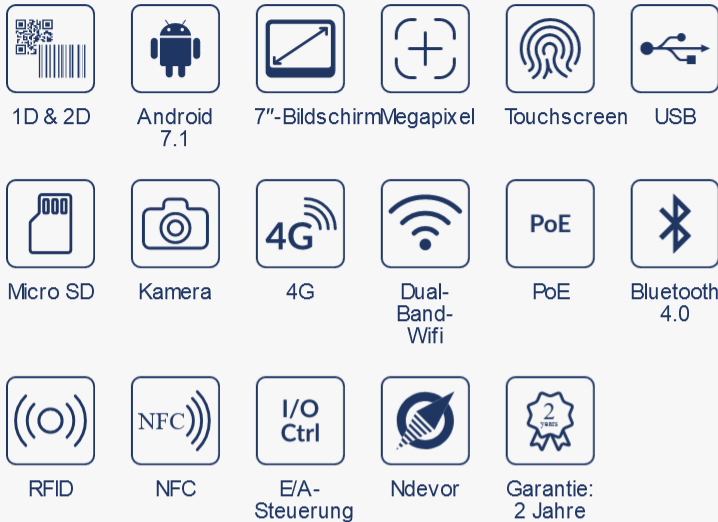 1D & 2D
Android
7.1
7″-Bildschirm
Megapixel
Touchscreen
USB
4G
PoE
Micro SD
Kamera
4G
Dual-
Band-
Wifi
PoE
Bluetooth
4.0
NFC
I/O
Ctrl
2
years
RFID
NFC
E/A-
Steuerung
Ndevor
Garantie:
2 Jahre